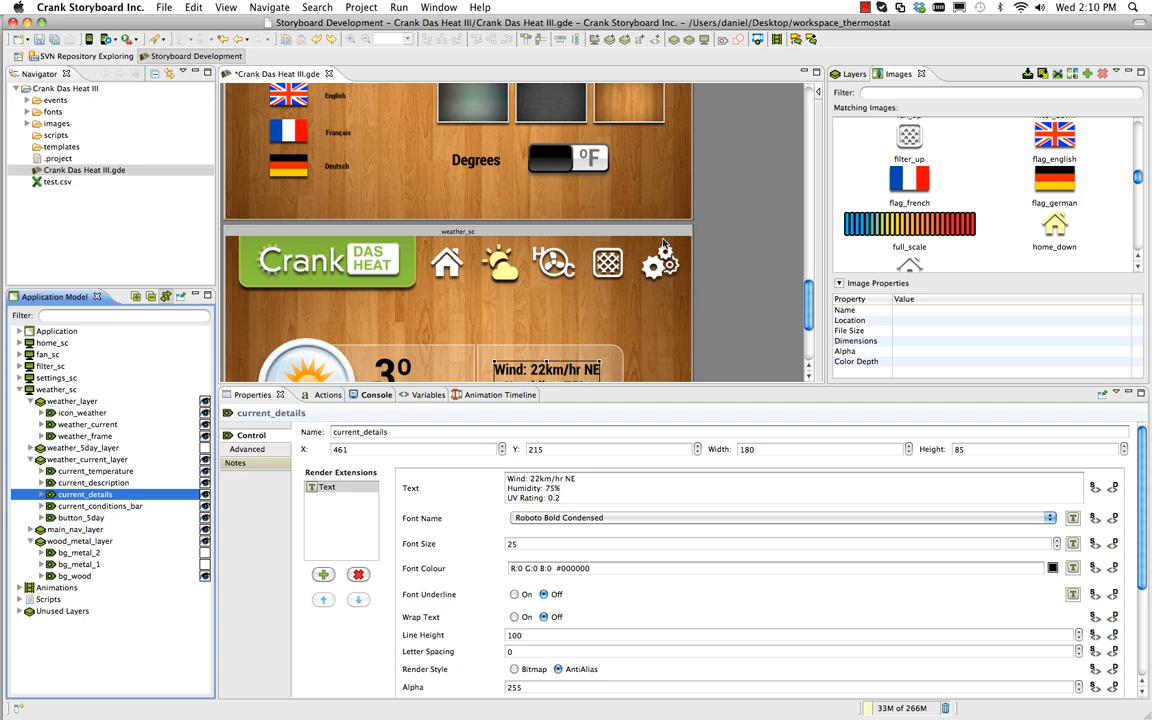 Crank Storyboard Inc. File Edit View Navigate Search Project Run Window Help Wed 2:10 PM
Storyboard Development - Crank Das Heat III/Crank Das Heat III.gde - Crank Storyboard Inc. - /Users/daniel/Desktop/workspace_thermostat
SVN Repository Exploring Storyboard Development
Navigator
Crank Das Heat III
events
fonts
images
scripts
templates
.project
Crank Das Heat III.gde
test.csv
*Crank Das Heat III.gde
English
Français
Deutsch
Degrees
°F
weather_sc
Crank DAS HEAT
3°
Wind: 22km/hr NE
Layers Images
Filter:
Matching Images:
filter_up
flag_english
flag_french
flag_german
full_scale
home_down
Image Properties
Property Value
Name
Location
File Size
Dimensions
Alpha
Color Depth
Application Model
Filter:
Application
home_sc
fan_sc
filter_sc
settings_sc
weather_sc
weather_layer
icon_weather
weather_current
weather_frame
weather_5day_layer
weather_current_layer
current_temperature
current_description
current_details
current_conditions_bar
button_5day
main_nav_layer
wood_metal_layer
bg_metal_2
bg_metal_1
bg_wood
Animations
Scripts
Unused Layers
Properties Actions Console Variables Animation Timeline
current_details
Control
Advanced
Notes
Name: current_details
X: 461 Y: 215 Width: 180 Height: 85
Render Extensions
Text
Text
Wind: 22km/hr NE
Humidity: 75%
UV Rating: 0.2
Font Name Roboto Bold Condensed
Font Size 25
Font Colour R:0 G:0 B:0 #000000
Font Underline On Off
Wrap Text On Off
Line Height 100
Letter Spacing 0
Render Style Bitmap AntiAlias
Alpha 255
33M of 266M